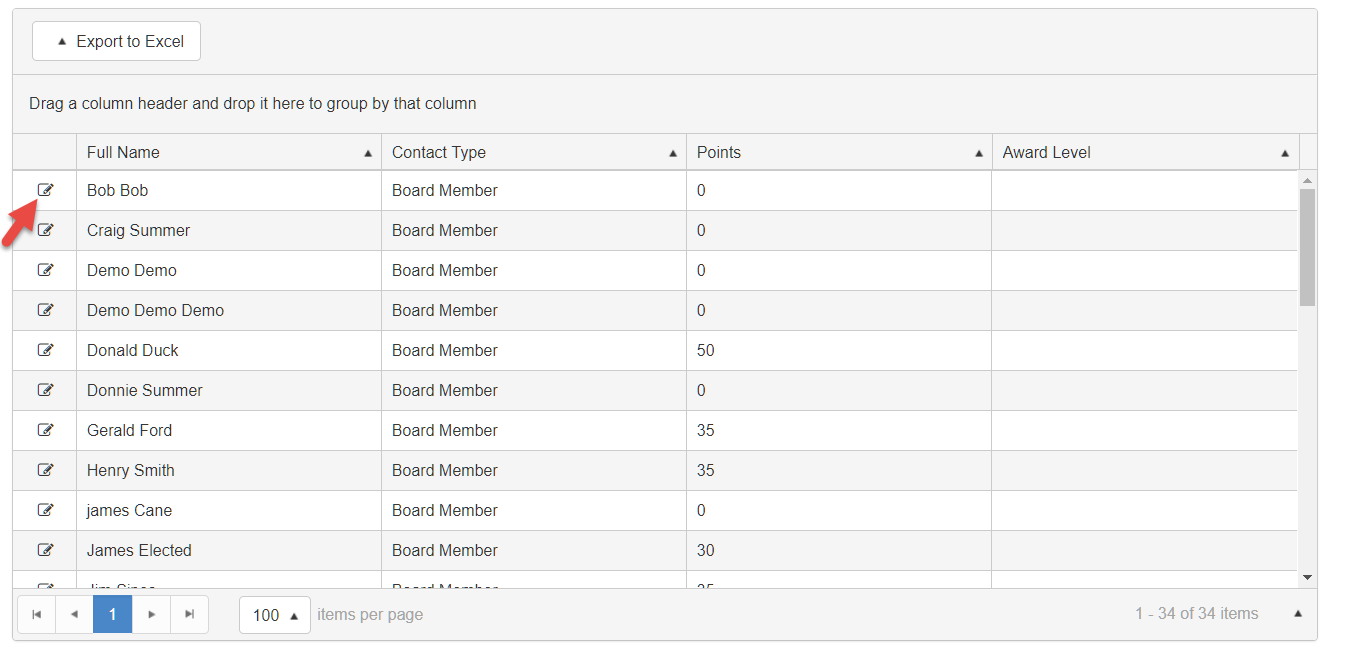 Export to Excel
Drag a column header and drop it here to group by that column
Full Name Contact Type Points Award Level
Bob Bob Board Member 0
Craig Summer Board Member 0
Demo Demo Board Member 0
Demo Demo Demo Board Member 0
Donald Duck Board Member 50
Donnie Summer Board Member 0
Gerald Ford Board Member 35
Henry Smith Board Member 35
james Cane Board Member 0
James Elected Board Member 30
1 100 items per page 1 - 34 of 34 items